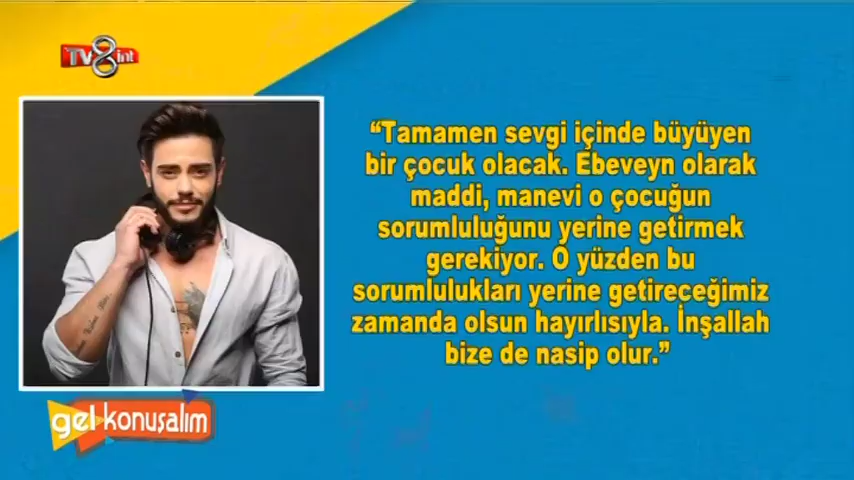 TV8int
“Tamamen sevgi içinde büyüyen
bir çocuk olacak. Ebeveyn olarak
maddi, manevi o çocuğun
sorumluluğunu yerine getirmek
gerekiyor. O yüzden bu
sorumlulukları yerine getireceğimiz
zamanda olsun hayırlısıyla. İnşallah
bize de nasip olur.”
gel konuşalım